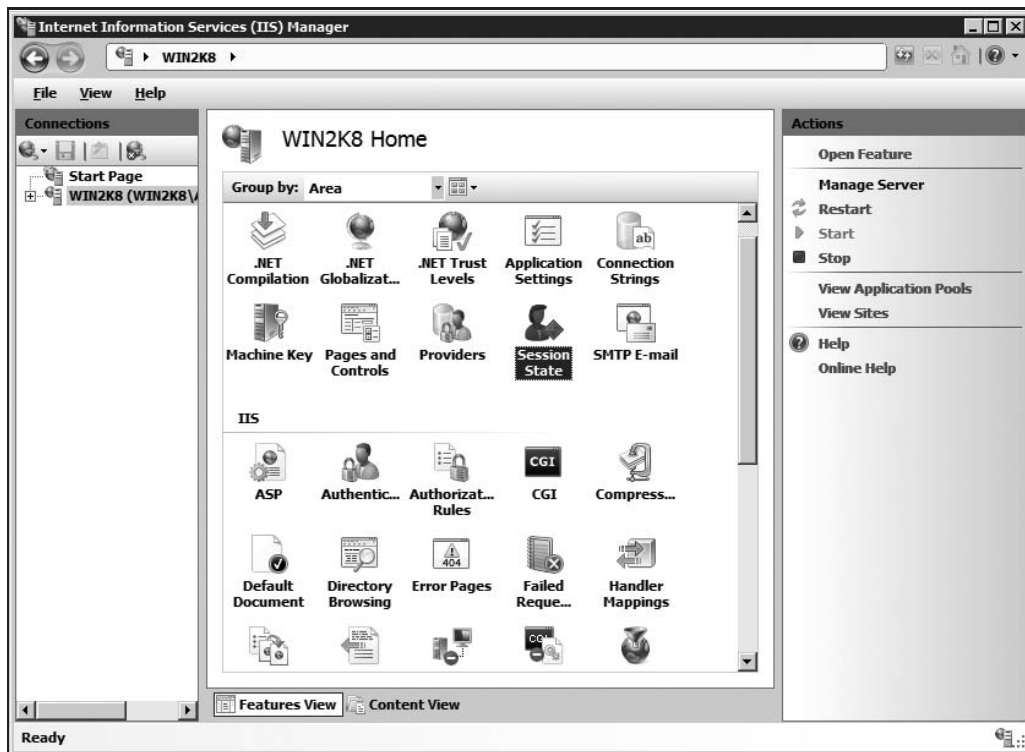 Internet Information Services (IIS) Manager
WIN2K8
File View Help
Connections
Start Page
WIN2K8 (WIN2K8\A
WIN2K8 Home
Group by: Area
.NET Compilation
.NET Globalizat...
.NET Trust Levels
Application Settings
ab
Connection Strings
Machine Key
Pages and Controls
Providers
Session State
SMTP E-mail
IIS
ASP
Authentic...
Authorizat... Rules
CGI
CGI
Compress...
Default Document
Directory Browsing
404
Error Pages
Failed Reque...
Handler Mappings
CGI
Features View
Content View
Actions
Open Feature
Manage Server
Restart
Start
Stop
View Application Pools
View Sites
Help
Online Help
Ready